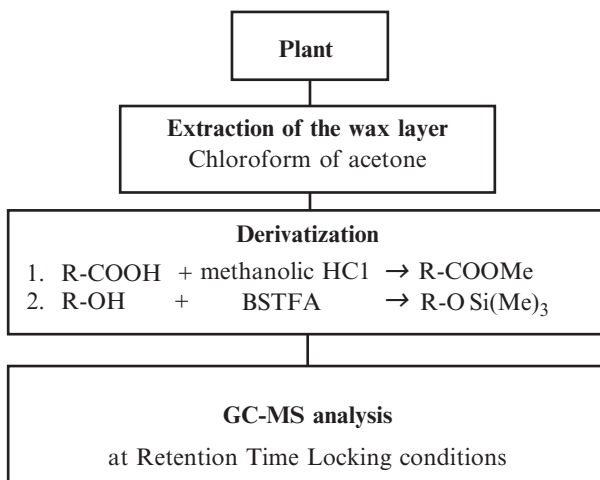 Plant
Extraction of the wax layer
Chloroform of acetone
Derivatization
1. R-COOH + methanolic HC1 → R-COOMe
2. R-OH + BSTFA → R-O Si(Me)₃
GC-MS analysis
at Retention Time Locking conditions